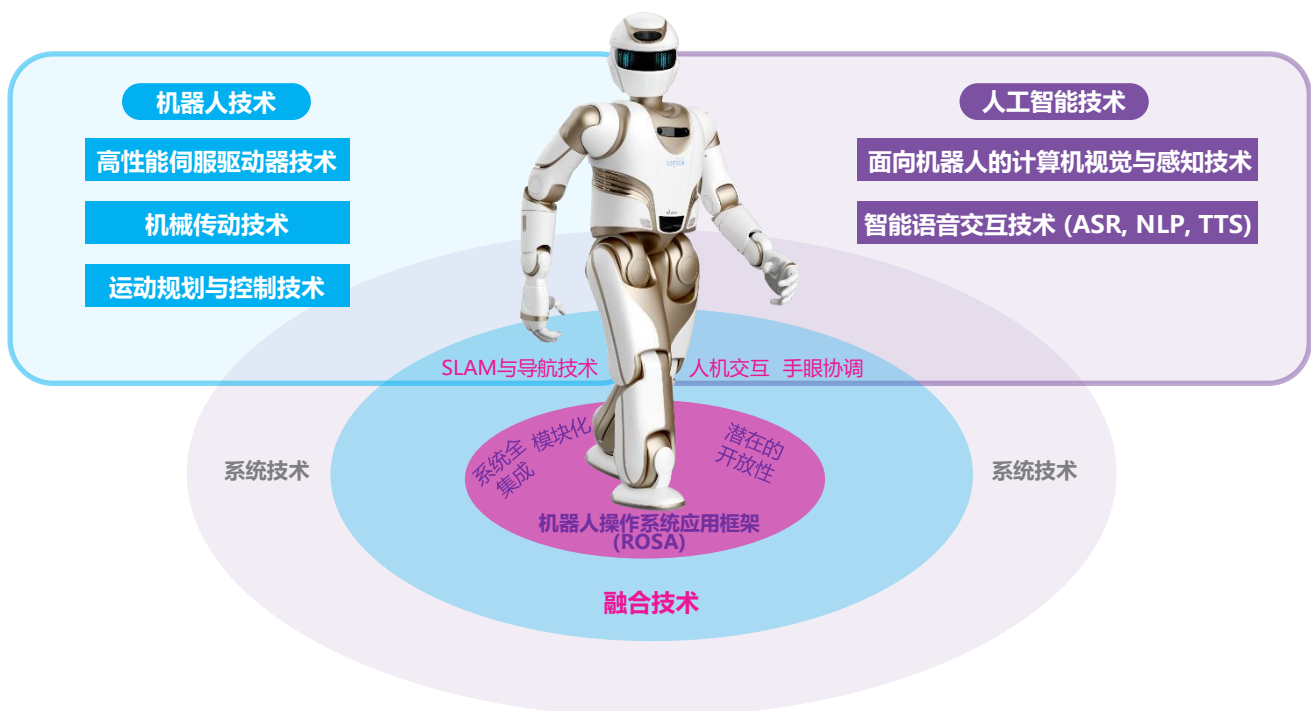 机器人技术
高性能伺服驱动器技术
机械传动技术
运动规划与控制技术
人工智能技术
面向机器人的计算机视觉与感知技术
智能语音交互技术 (ASR, NLP, TTS)
SLAM与导航技术
人机交互 手眼协调
系统全
集成
模块化
潜在的
开放性
系统技术
系统技术
机器人操作系统应用框架
(ROSA)
融合技术